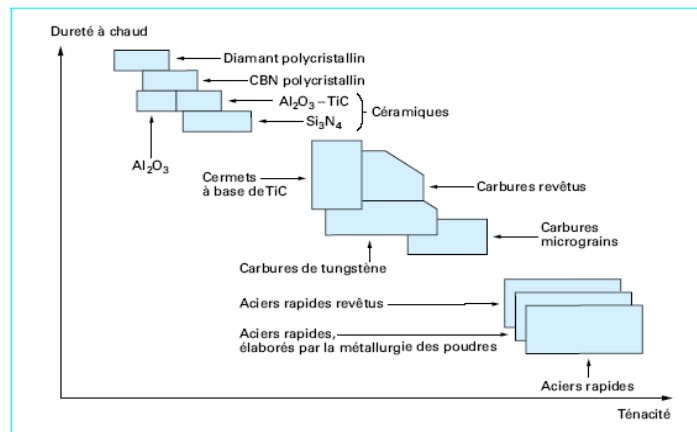 Dureté à chaud
Diamant polycristallin
CBN polycristallin
Al2O3 – TiC
Céramiques
Si3N4
Al2O3
Cermets
à base de TiC
Carbures revêtus
Carbures
micrograins
Carbures de tungstène
Aciers rapides revêtus
Aciers rapides,
élaborés par la métallurgie des poudres
Aciers rapides
Ténacité